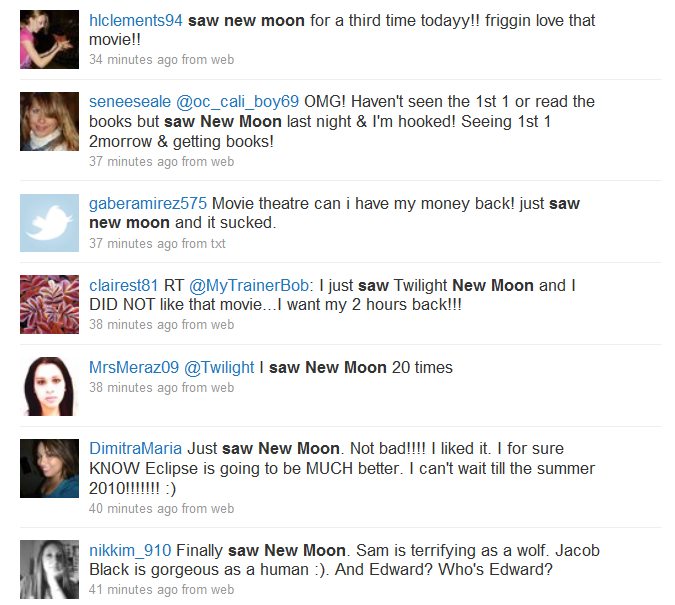 hlclements94 saw new moon for a third time todayy!! friggin love that
movie!!
34 minutes ago from web
seneeseale @oc_cali_boy69 OMG! Haven't seen the 1st 1 or read the
books but saw New Moon last night & I'm hooked! Seeing 1st 1
2morrow & getting books!
37 minutes ago from web
gaberamirez575 Movie theatre can i have my money back! just saw
new moon and it sucked.
37 minutes ago from txt
clairest81 RT @MyTrainerBob: I just saw Twilight New Moon and I
DID NOT like that movie...I want my 2 hours back!!!
38 minutes ago from web
MrsMeraz09 @Twilight I saw New Moon 20 times
38 minutes ago from web
DimitraMaria Just saw New Moon. Not bad!!!! I liked it. I for sure
KNOW Eclipse is going to be MUCH better. I can't wait till the summer
2010!!!!!!! :)
40 minutes ago from web
nikkim_910 Finally saw New Moon. Sam is terrifying as a wolf. Jacob
Black is gorgeous as a human :). And Edward? Who's Edward?
41 minutes ago from web